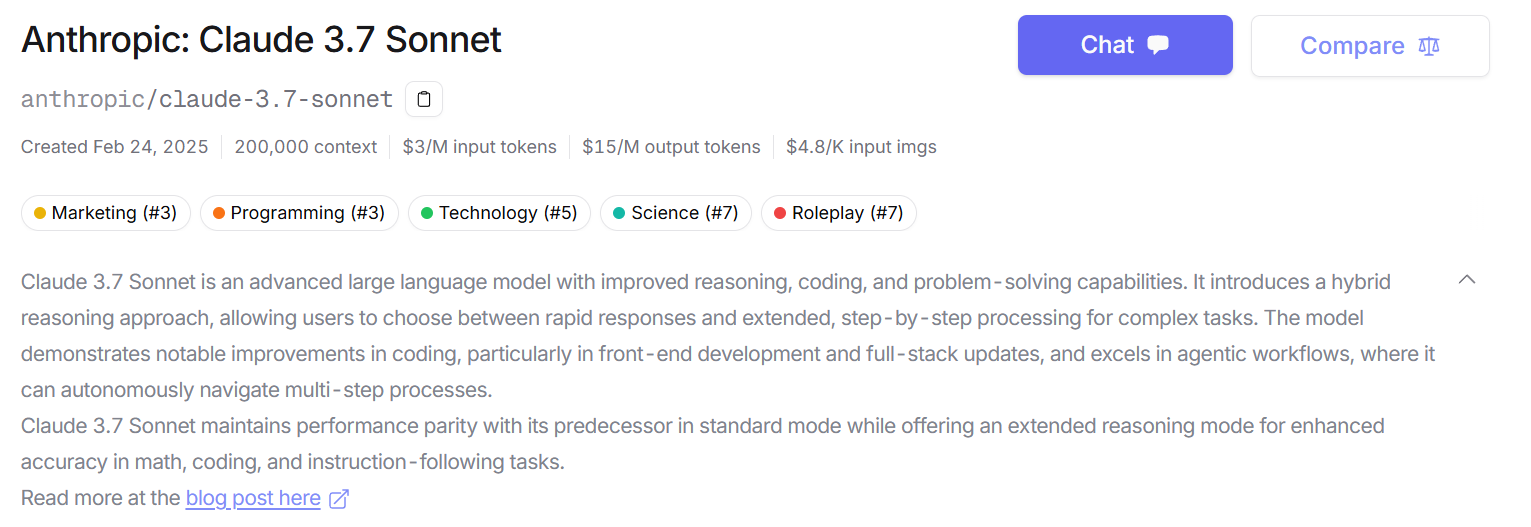 Anthropic: Claude 3.7 Sonnet
Chat
Compare
anthropic/claude-3.7-sonnet
Created Feb 24, 2025 200,000 context $3/M input tokens $15/M output tokens $4.8/K input imgs
Marketing (#3) Programming (#3) Technology (#5) Science (#7) Roleplay (#7)
Claude 3.7 Sonnet is an advanced large language model with improved reasoning, coding, and problem-solving capabilities. It introduces a hybrid
reasoning approach, allowing users to choose between rapid responses and extended, step-by-step processing for complex tasks. The model
demonstrates notable improvements in coding, particularly in front-end development and full-stack updates, and excels in agentic workflows, where it
can autonomously navigate multi-step processes.
Claude 3.7 Sonnet maintains performance parity with its predecessor in standard mode while offering an extended reasoning mode for enhanced
accuracy in math, coding, and instruction-following tasks.
Read more at the blog post here